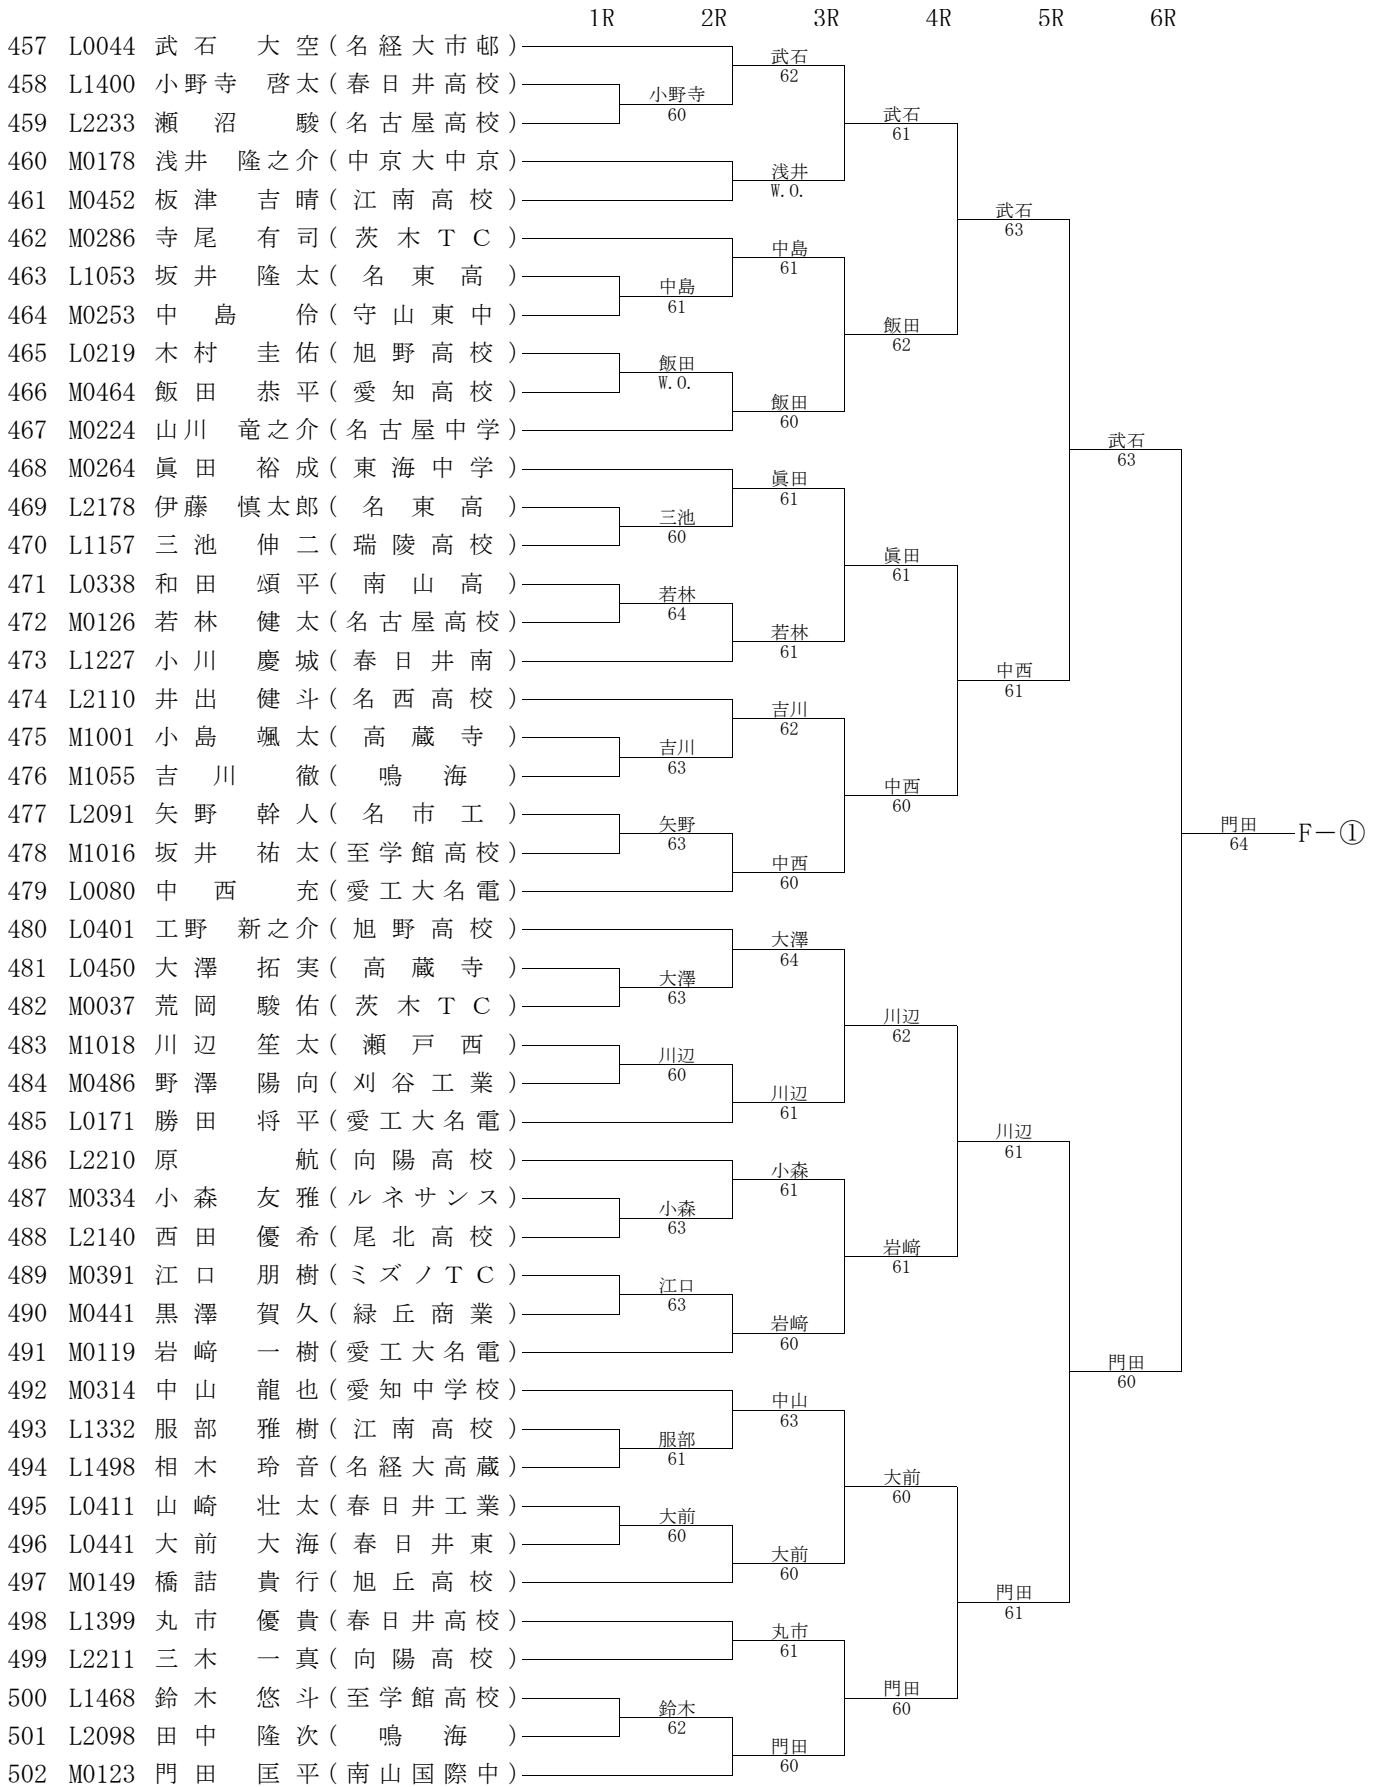 1R 2R 3R 4R 5R 6R
457 L0044 武石 大空(名経大市邨)
武石
62
458 L1400 小野寺 啓太(春日井高校)
小野寺
60
459 L2233 瀬沼 駿(名古屋高校)
武石
61
460 M0178 浅井 隆之介(中京大中京)
浅井
W.O.
461 M0452 板津 吉晴(江南高校)
武石
63
462 M0286 寺尾 有司(茨木TC)
中島
61
463 L1053 坂井 隆太(名東高)
中島
61
464 M0253 中島 伶(守山東中)
飯田
62
465 L0219 木村 圭佑(旭野高校)
飯田
W.O.
466 M0464 飯田 恭平(愛知高校)
飯田
60
467 M0224 山川 竜之介(名古屋中学)
武石
63
468 M0264 眞田 裕成(東海中学)
眞田
61
469 L2178 伊藤 慎太郎(名東高)
三池
60
470 L1157 三池 伸二(瑞陵高校)
眞田
61
471 L0338 和田 頌平(南山高)
若林
64
472 M0126 若林 健太(名古屋高校)
若林
61
473 L1227 小川 慶城(春日井南)
中西
61
474 L2110 井出 健斗(名西高校)
吉川
62
475 M1001 小島 颯太(高蔵寺)
吉川
63
476 M1055 吉川 徹(鳴海)
中西
60
477 L2091 矢野 幹人(名市工)
矢野
63
478 M1016 坂井 祐太(至学館高校)
門田
64
F－①
中西
60
479 L0080 中西 充(愛工大名電)
480 L0401 工野 新之介(旭野高校)
大澤
64
481 L0450 大澤 拓実(高蔵寺)
大澤
63
482 M0037 荒岡 駿佑(茨木TC)
川辺
62
483 M1018 川辺 笙太(瀬戸西)
川辺
60
484 M0486 野澤 陽向(刈谷工業)
川辺
61
485 L0171 勝田 将平(愛工大名電)
川辺
61
486 L2210 原 航(向陽高校)
小森
61
487 M0334 小森 友雅(ルネサンス)
小森
63
488 L2140 西田 優希(尾北高校)
岩﨑
61
489 M0391 江口 朋樹(ミズノTC)
江口
63
490 M0441 黒澤 賀久(緑丘商業)
岩﨑
60
491 M0119 岩﨑 一樹(愛工大名電)
門田
60
492 M0314 中山 龍也(愛知中学校)
中山
63
493 L1332 服部 雅樹(江南高校)
服部
61
494 L1498 相木 玲音(名経大高蔵)
大前
60
495 L0411 山崎 壮太(春日井工業)
大前
60
496 L0441 大前 大海(春日井東)
大前
60
497 M0149 橋詰 貴行(旭丘高校)
門田
61
498 L1399 丸市 優貴(春日井高校)
丸市
61
499 L2211 三木 一真(向陽高校)
門田
60
500 L1468 鈴木 悠斗(至学館高校)
鈴木
62
501 L2098 田中 隆次(鳴海)
門田
60
502 M0123 門田 匡平(南山国際中)